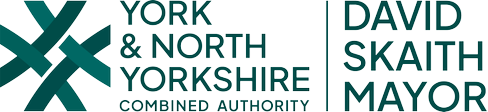 YORK
& NORTH
YORKSHIRE
COMBINED AUTHORITY
DAVID
SKAITH
MAYOR